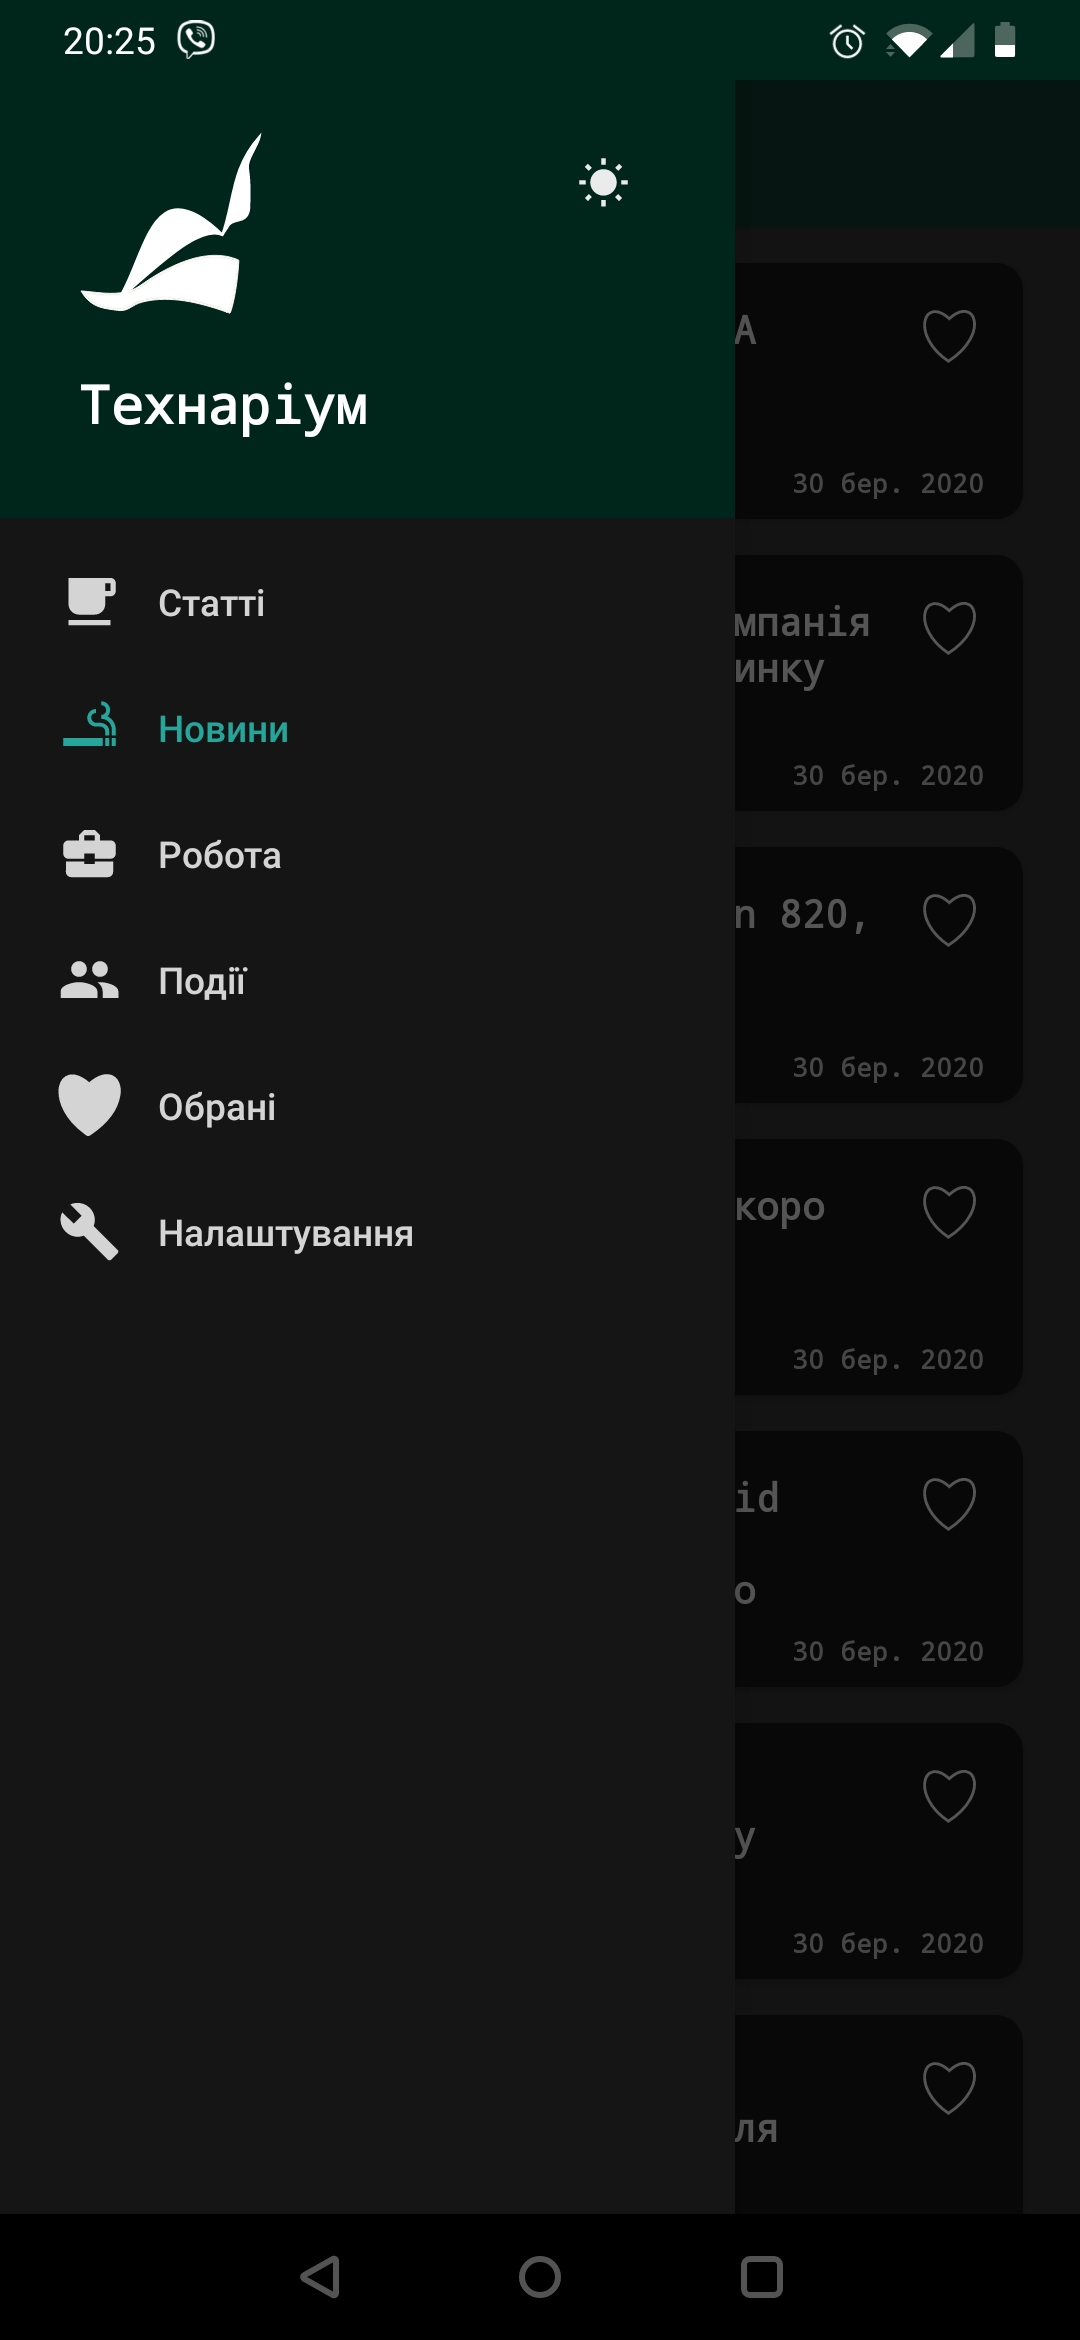 20:25
Технаріум
Статті
Новини
Робота
Події
Обрані
Налаштування
А
30 бер. 2020
мпанія
инку
30 бер. 2020
n 820,
30 бер. 2020
коро
30 бер. 2020
id
о
30 бер. 2020
у
30 бер. 2020
ля